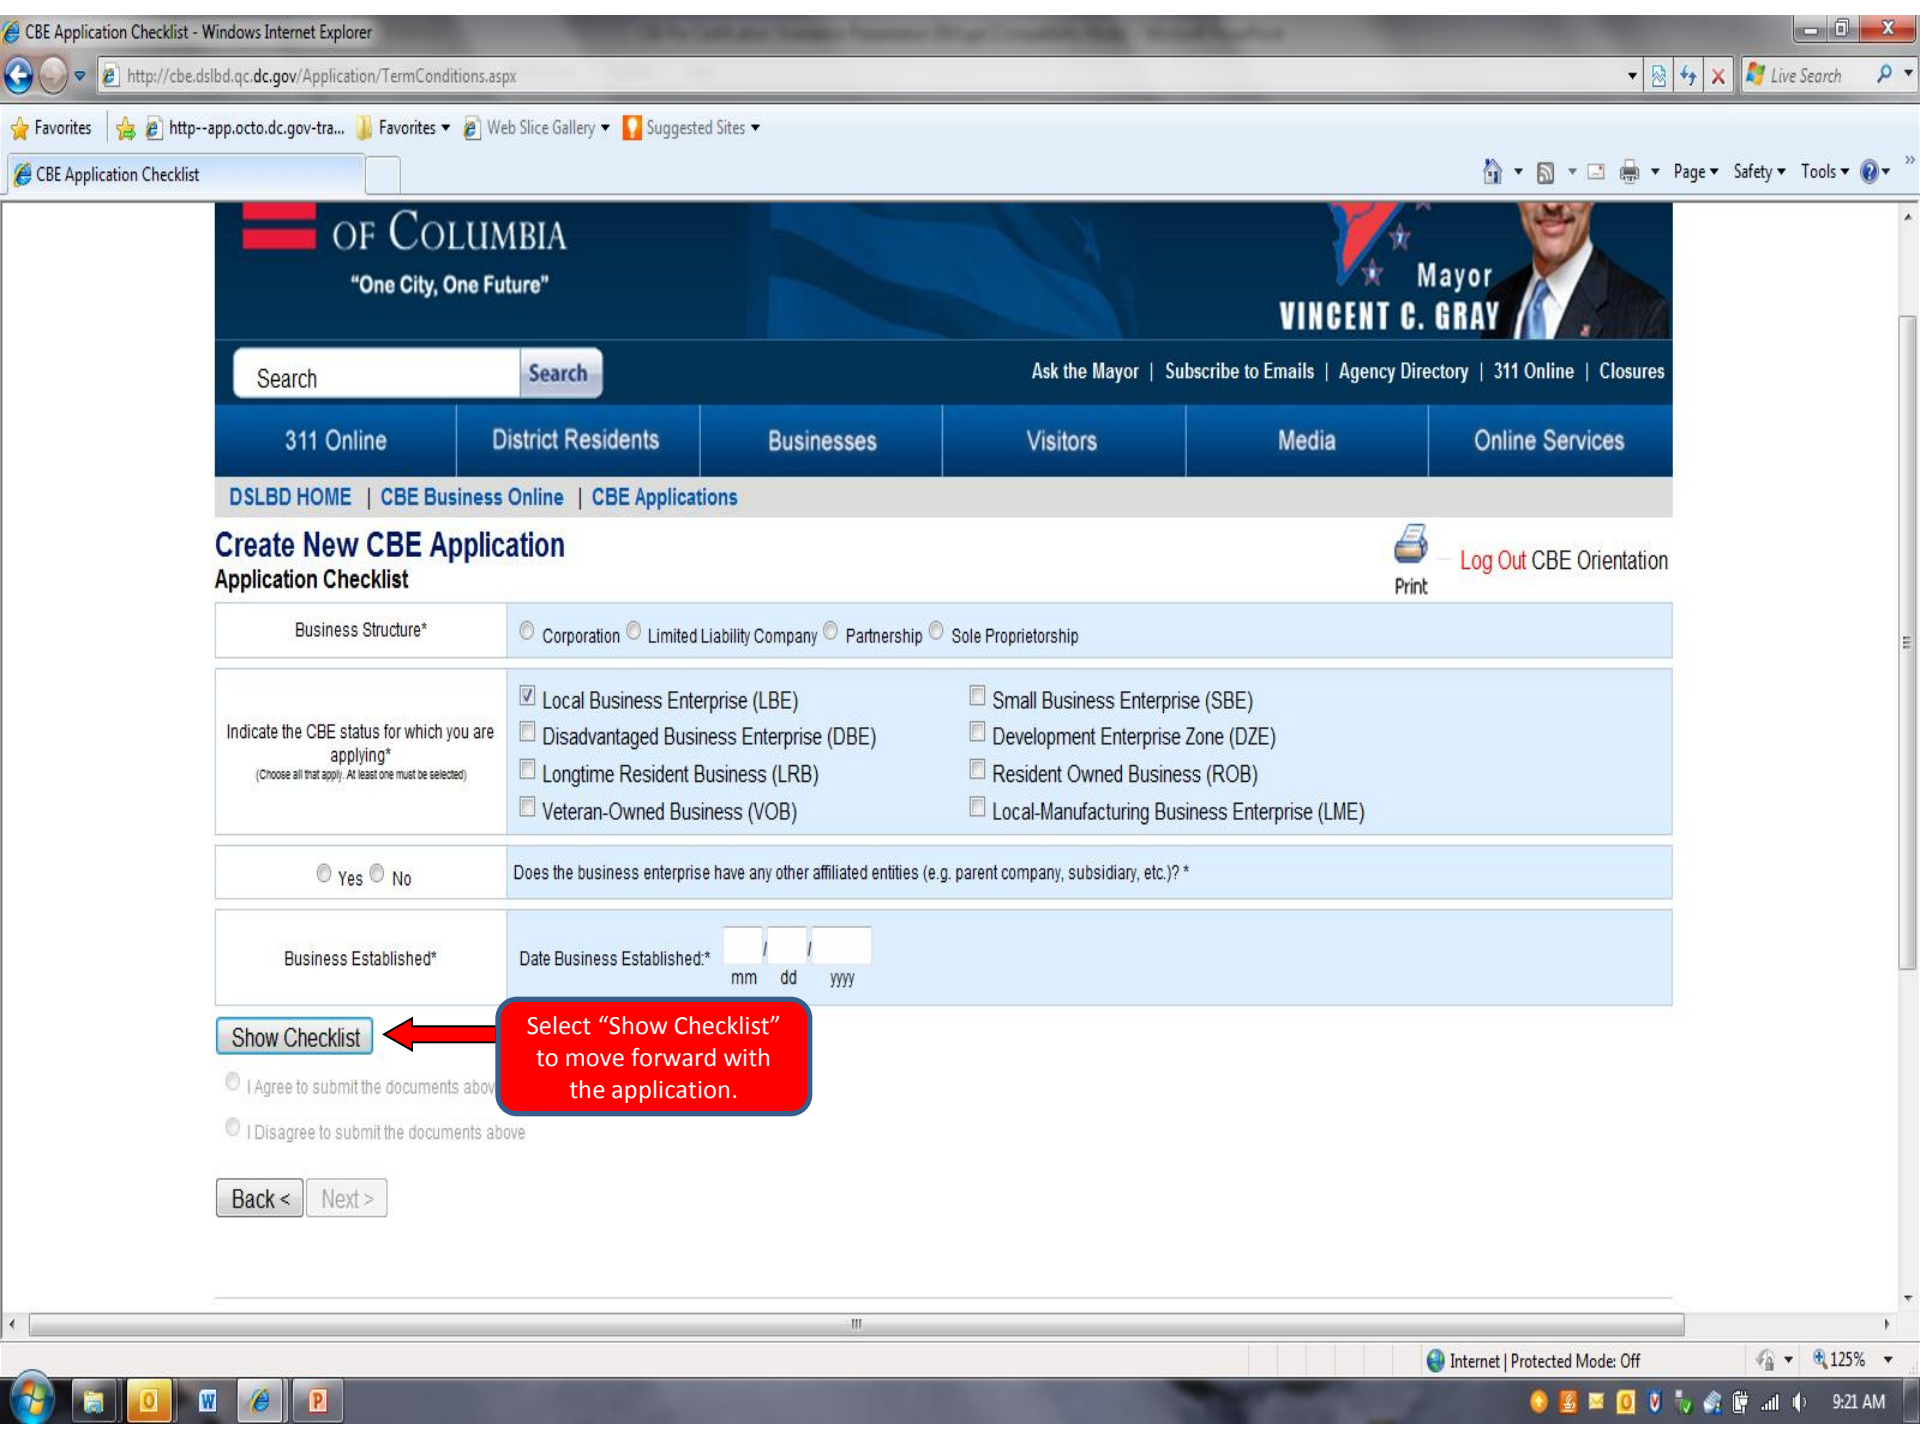 CBE Application Checklist - Windows Internet Explorer
http://cbe.dslbd.qc.dc.gov/Application/TermConditions.aspx
Live Search
Favorites
http--app.octo.dc.gov-tra...
Favorites
Web Slice Gallery
Suggested Sites
CBE Application Checklist
Page
Safety
Tools
OF COLUMBIA
"One City, One Future"
Mayor
VINCENT C. GRAY
Search
Search
Ask the Mayor | Subscribe to Emails | Agency Directory | 311 Online | Closures
311 Online
District Residents
Businesses
Visitors
Media
Online Services
DSLBD HOME | CBE Business Online | CBE Applications
Create New CBE Application
Application Checklist
Print
Log Out CBE Orientation
Business Structure*
Corporation
Limited Liability Company
Partnership
Sole Proprietorship
Indicate the CBE status for which you are
applying*
(Choose all that apply. At least one must be selected)
Local Business Enterprise (LBE)
Small Business Enterprise (SBE)
Disadvantaged Business Enterprise (DBE)
Development Enterprise Zone (DZE)
Longtime Resident Business (LRB)
Resident Owned Business (ROB)
Veteran-Owned Business (VOB)
Local-Manufacturing Business Enterprise (LME)
Yes
No
Does the business enterprise have any other affiliated entities (e.g. parent company, subsidiary, etc.)? *
Business Established*
Date Business Established:*
/ /
mm dd yyyy
Show Checklist
Select “Show Checklist”
to move forward with
the application.
I Agree to submit the documents abov
I Disagree to submit the documents above
Back <
Next >
Internet | Protected Mode: Off
125%
9:21 AM